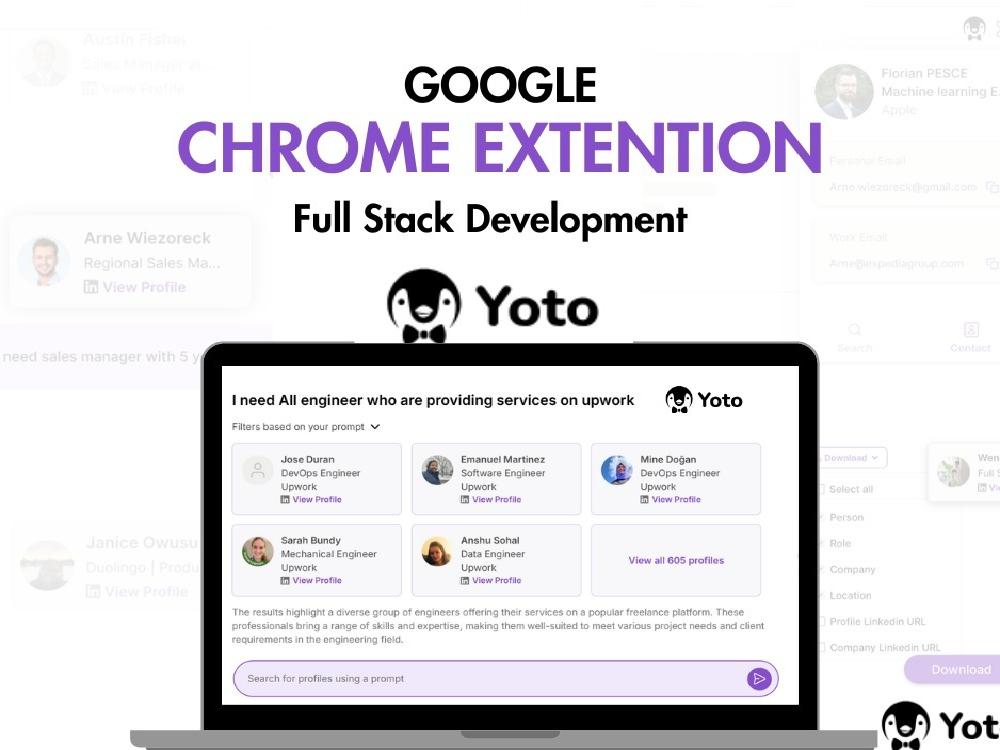 GOOGLE
CHROME EXTENTION
Full Stack Development
Yoto
Austin Fisher
Sales Manager at...
View Profile
Arne Wiezoreck
Regional Sales Ma...
View Profile
need sales manager with 5 y
Janice Owusu
Duolingo | Produ
View Profile
Florian PESCE
Machine learning E
Apple
Personal Email
Arne.wiezoreck@gmail.com
Work Email
Arne@expediagroup.com
Search
Contact
I need All engineer who are providing services on upwork
Yoto
Filters based on your prompt
Jose Duran
DevOps Engineer
Upwork
View Profile
Emanuel Martinez
Software Engineer
Upwork
View Profile
Mine Doğan
DevOps Engineer
Upwork
View Profile
Sarah Bundy
Mechanical Engineer
Upwork
View Profile
Anshu Sohal
Data Engineer
Upwork
View Profile
View all 605 profiles
The results highlight a diverse group of engineers offering their services on a popular freelance platform. These
professionals bring a range of skills and expertise, making them well-suited to meet various project needs and client
requirements in the engineering field.
Search for profiles using a prompt
Download
Select all
Person
Role
Company
Location
Profile Linkedin URL
Company Linkedin URL
Wen
Full S
Download
Yot